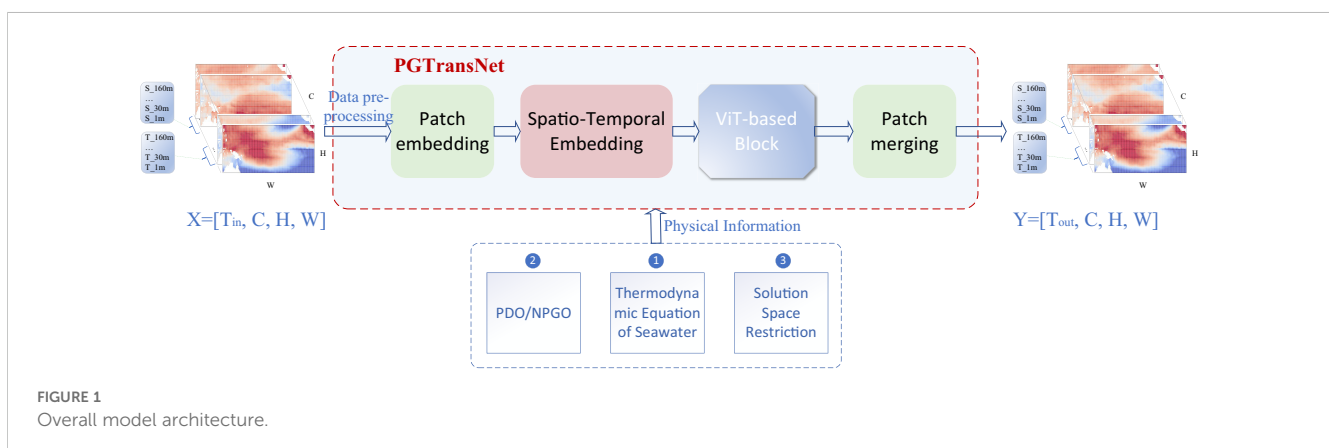 PGTransNet
S_160m
...
S_30m
S_1m
T_160m
...
T_30m
T_1m
C
H
W
X=[Tin, C, H, W]
Data pre-
processing
Patch
embedding
Spatio-Temporal
Embedding
ViT-based
Block
Patch
merging
S_160m
...
S_30m
S_1m
T_160m
...
T_30m
T_1m
C
H
W
Y=[Tout, C, H, W]
Physical Information
2
PDO/NPGO
1
Thermodyna
mic Equation
of Seawater
3
Solution
Space
Restriction
FIGURE 1
Overall model architecture.